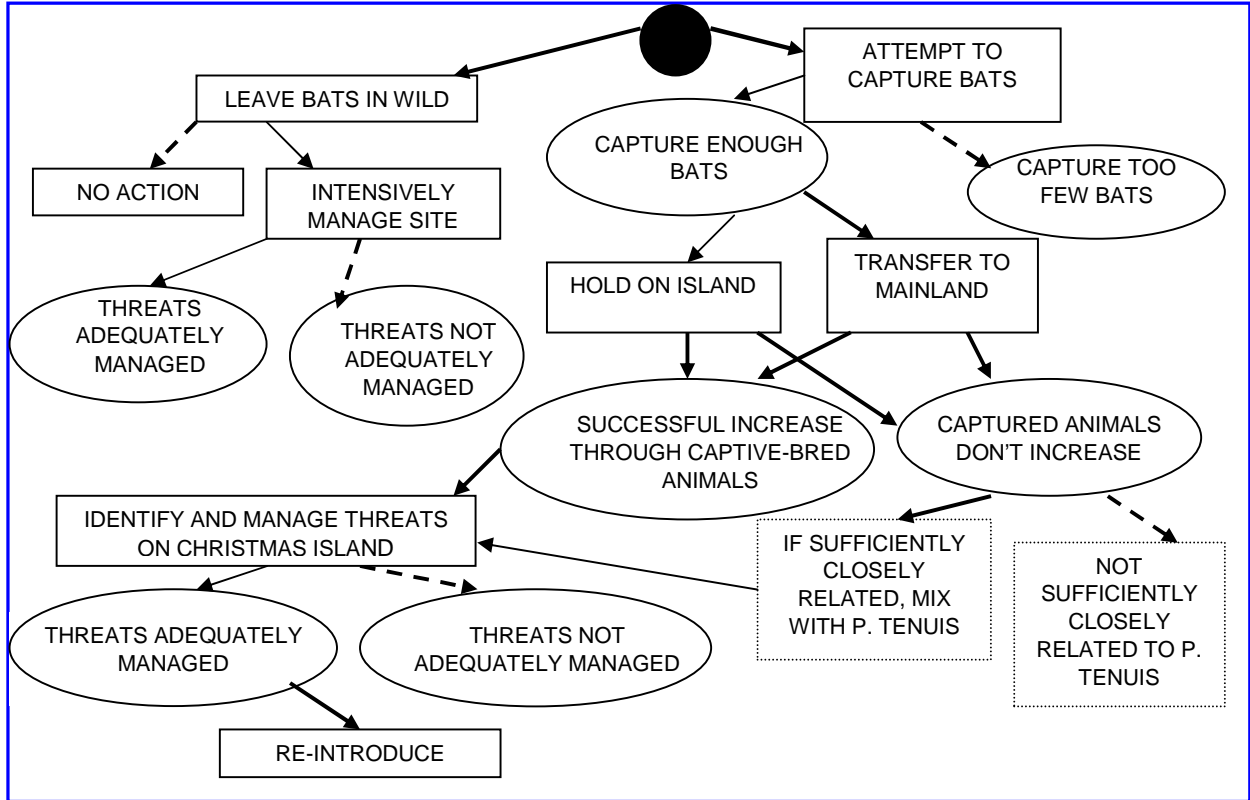 ATTEMPT TO
CAPTURE BATS
LEAVE BATS IN WILD
CAPTURE ENOUGH
BATS
CAPTURE TOO
FEW BATS
NO ACTION
INTENSIVELY
MANAGE SITE
HOLD ON ISLAND
TRANSFER TO
MAINLAND
THREATS
ADEQUATELY
MANAGED
THREATS NOT
ADEQUATELY
MANAGED
SUCCESSFUL INCREASE
THROUGH CAPTIVE-BRED
ANIMALS
CAPTURED ANIMALS
DON'T INCREASE
IDENTIFY AND MANAGE THREATS
ON CHRISTMAS ISLAND
IF SUFFICIENTLY
CLOSELY
RELATED, MIX
WITH P. TENUIS
NOT
SUFFICIENTLY
CLOSELY
RELATED TO P.
TENUIS
THREATS ADEQUATELY
MANAGED
THREATS NOT
ADEQUATELY MANAGED
RE-INTRODUCE